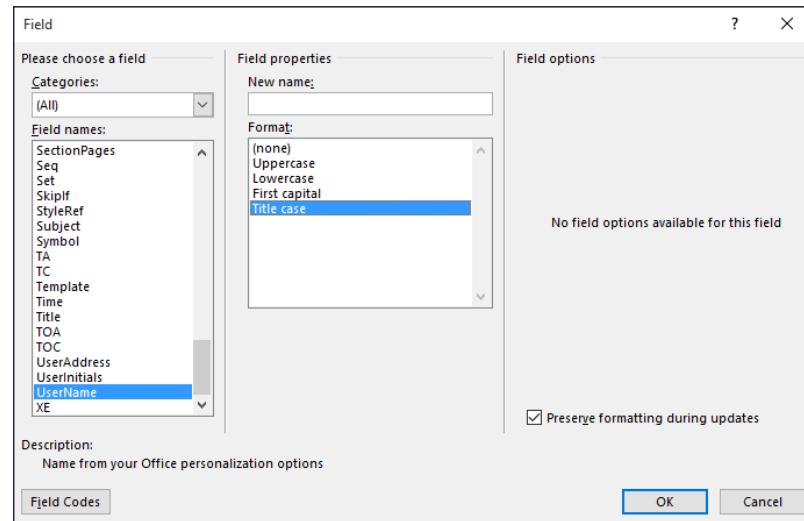 Field
?
Please choose a field
Categories:
(All)
Field names:
SectionPages
Seq
Set
SkipIf
StyleRef
Subject
Symbol
TA
TC
Template
Time
Title
TOA
TOC
UserAddress
UserInitials
UserName
XE
Field properties
New name:
Format:
(none)
Uppercase
Lowercase
First capital
Title case
Field options
No field options available for this field
Preserve formatting during updates
Description:
Name from your Office personalization options
Field Codes
OK
Cancel